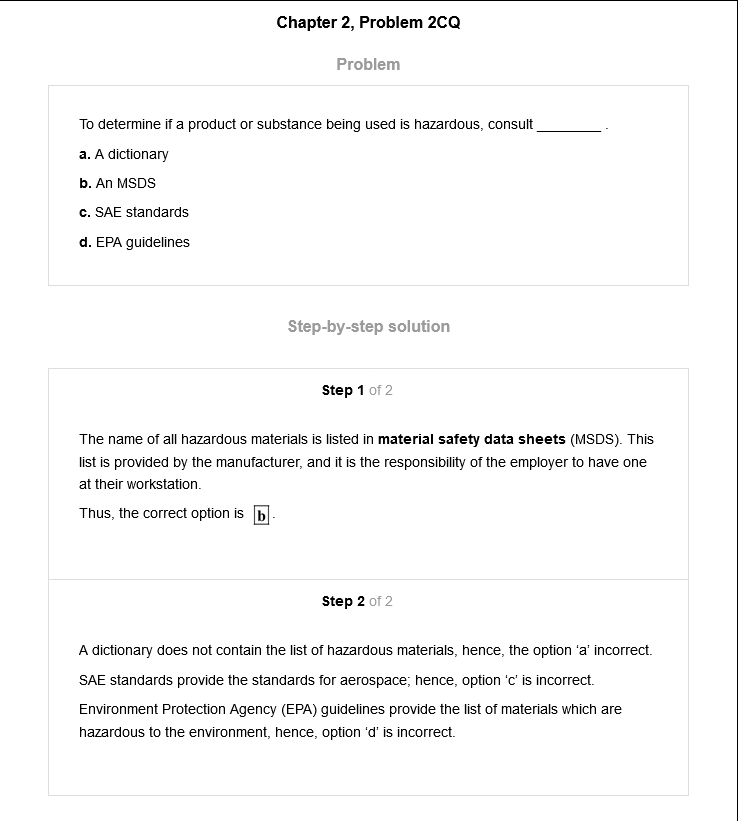 Chapter 2, Problem 2CQ
Problem
To determine if a product or substance being used is hazardous, consult ________ .
a. A dictionary
b. An MSDS
c. SAE standards
d. EPA guidelines
Step-by-step solution
Step 1 of 2
The name of all hazardous materials is listed in material safety data sheets (MSDS). This
list is provided by the manufacturer, and it is the responsibility of the employer to have one
at their workstation.
Thus, the correct option is b .
Step 2 of 2
A dictionary does not contain the list of hazardous materials, hence, the option ‘a’ incorrect.
SAE standards provide the standards for aerospace; hence, option ‘c’ is incorrect.
Environment Protection Agency (EPA) guidelines provide the list of materials which are
hazardous to the environment, hence, option ‘d’ is incorrect.